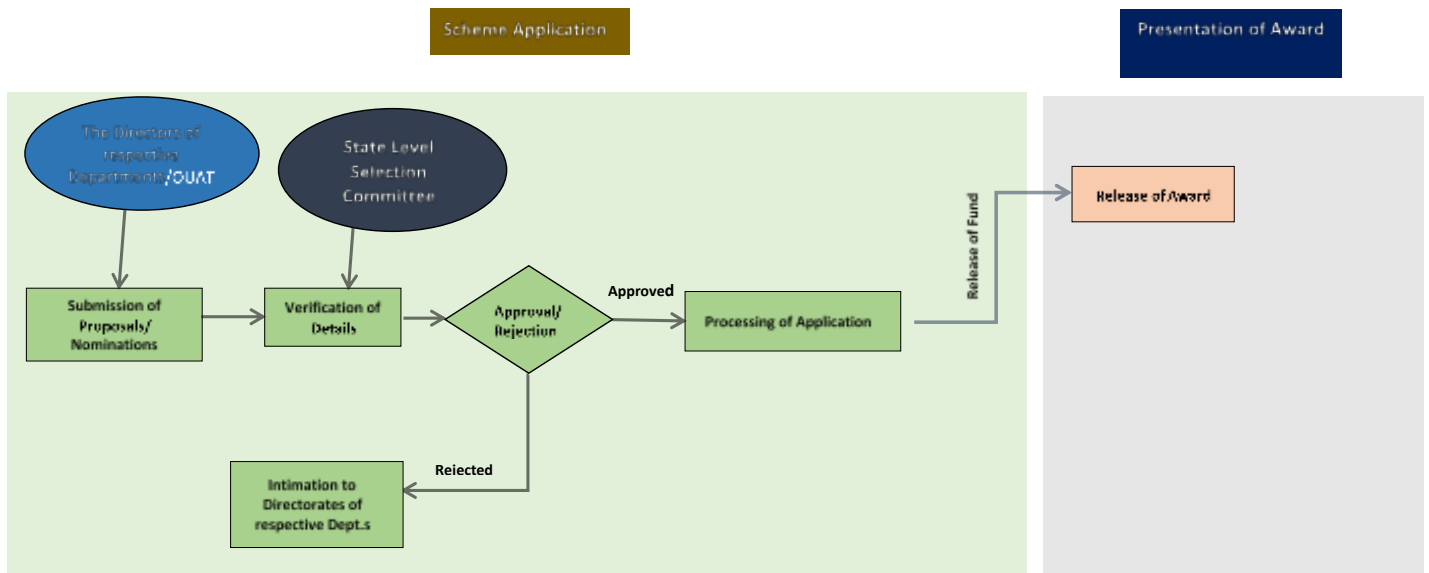 Scheme Application
Presentation of Award
The Directors of
respective
Departments/OUAT
State Level
Selection
Committee
Release of Fund
Release of Award
Submission of
Proposals/
Nominations
Verification of
Details
Approval/
Rejection
Approved
Processing of Application
Rejected
Intimation to
Directorates of
respective Dept.s